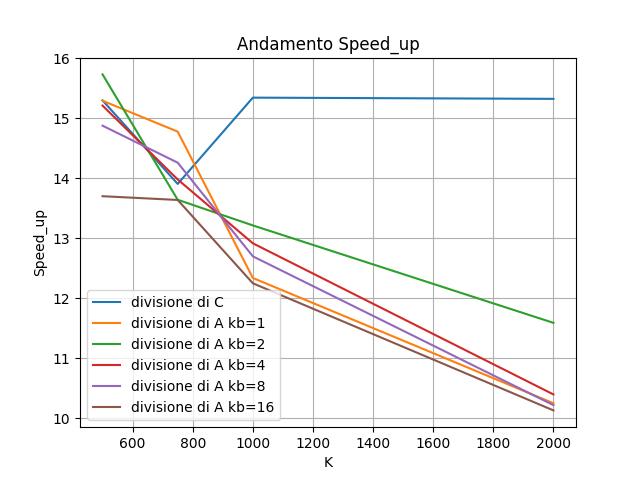 Andamento Speed_up
16
15
14
13
12
11
10
Speed_up
divisione di C
divisione di A kb=1
divisione di A kb=2
divisione di A kb=4
divisione di A kb=8
divisione di A kb=16
600 800 1000 1200 1400 1600 1800 2000
K